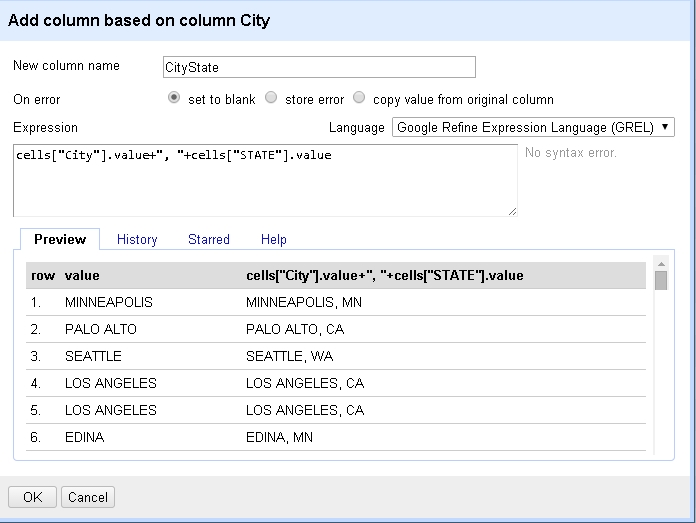 Add column based on column City
New column name CityState
On error set to blank store error copy value from original column
Expression Language Google Refine Expression Language (GREL)
cells["City"].value+", "+cells["STATE"].value No syntax error.
Preview History Starred Help
row value cells["City"].value+", "+cells["STATE"].value
1. MINNEAPOLIS MINNEAPOLIS, MN
2. PALO ALTO PALO ALTO, CA
3. SEATTLE SEATTLE, WA
4. LOS ANGELES LOS ANGELES, CA
5. LOS ANGELES LOS ANGELES, CA
6. EDINA EDINA, MN
OK Cancel